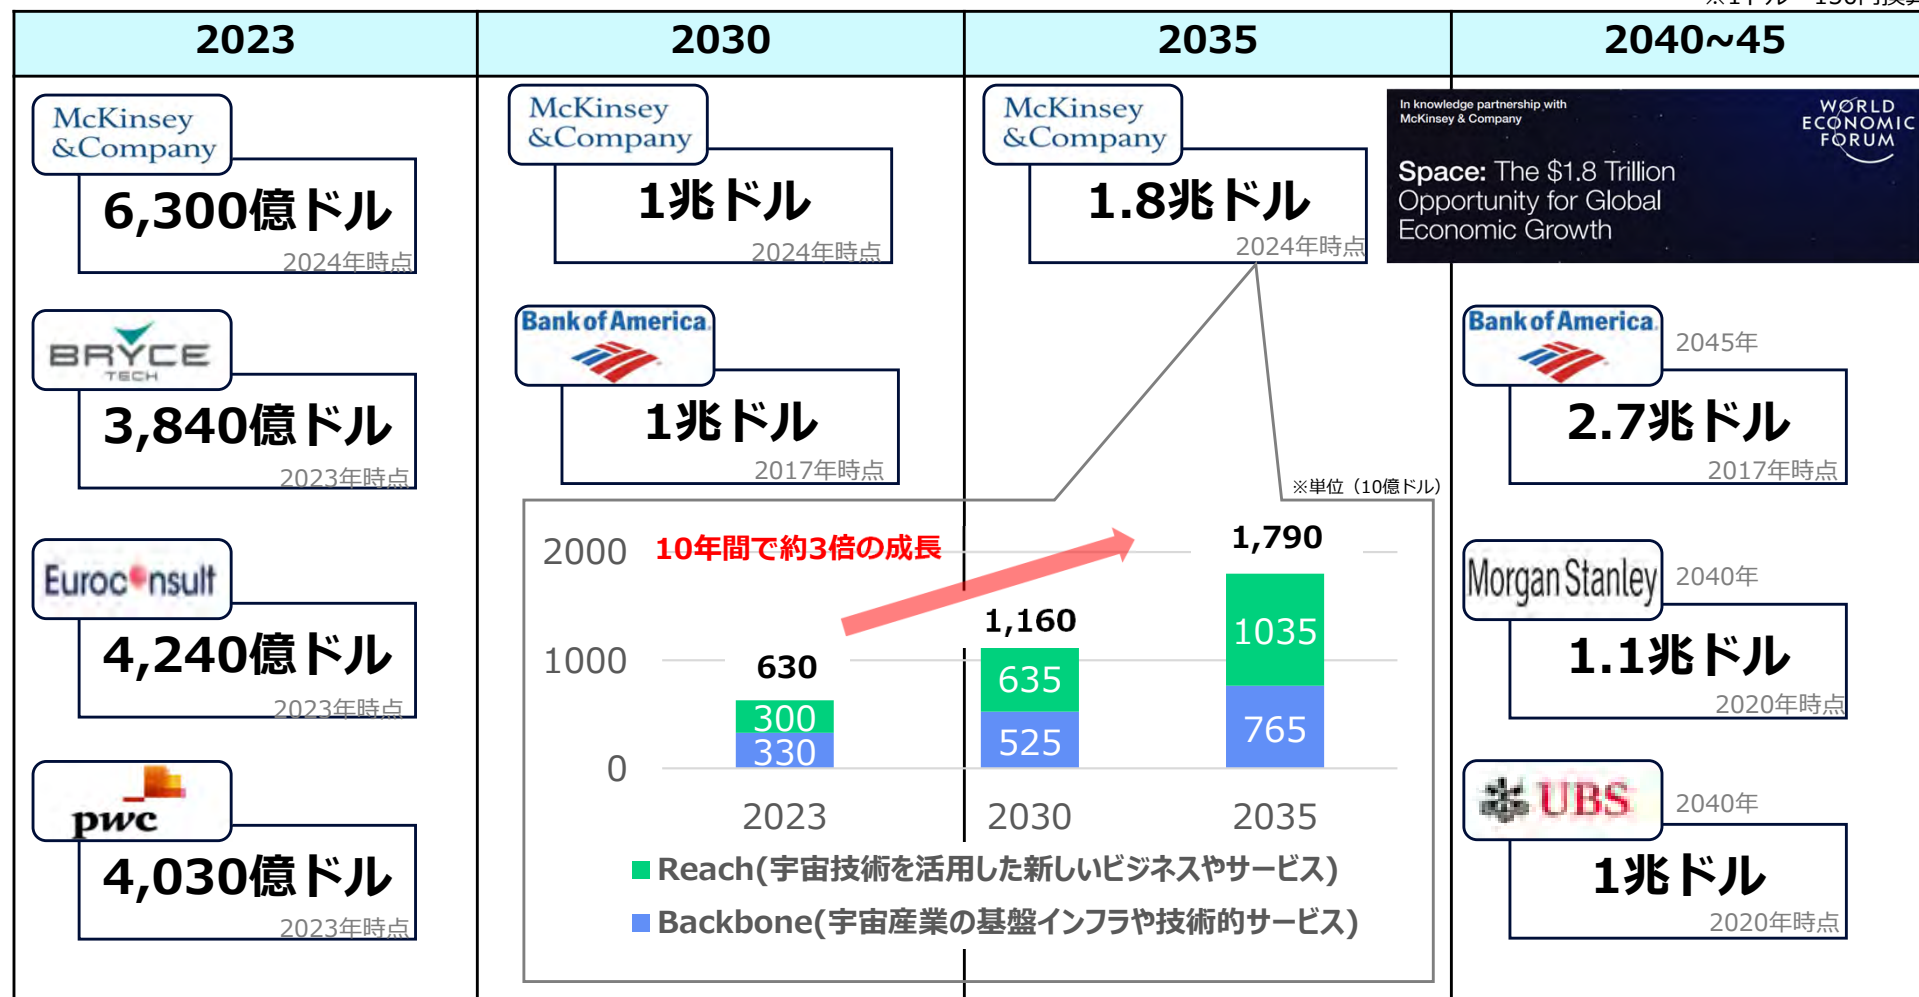 2023
2030
2035
2040~45
McKinsey
&Company
6,300億ドル
2024年時点
BRYCE
TECH
3,840億ドル
2023年時点
Euroconsult
4,240億ドル
2023年時点
pwc
4,030億ドル
2023年時点
McKinsey
&Company
1兆ドル
2024年時点
Bank of America
1兆ドル
2017年時点
McKinsey
&Company
1.8兆ドル
2024年時点
In knowledge partnership with
McKinsey & Company
WORLD
ECONOMIC
FORUM
Space: The $1.8 Trillion
Opportunity for Global
Economic Growth
※単位（10億ドル）
10年間で約3倍の成長
2000
1000
0
630
300
330
1,160
635
525
1,790
1035
765
2023
2030
2035
Reach(宇宙技術を活用した新しいビジネスやサービス)
Backbone(宇宙産業の基盤インフラや技術的サービス)
Bank of America
2045年
2.7兆ドル
2017年時点
Morgan Stanley
2040年
1.1兆ドル
2020年時点
UBS
2040年
1兆ドル
2020年時点